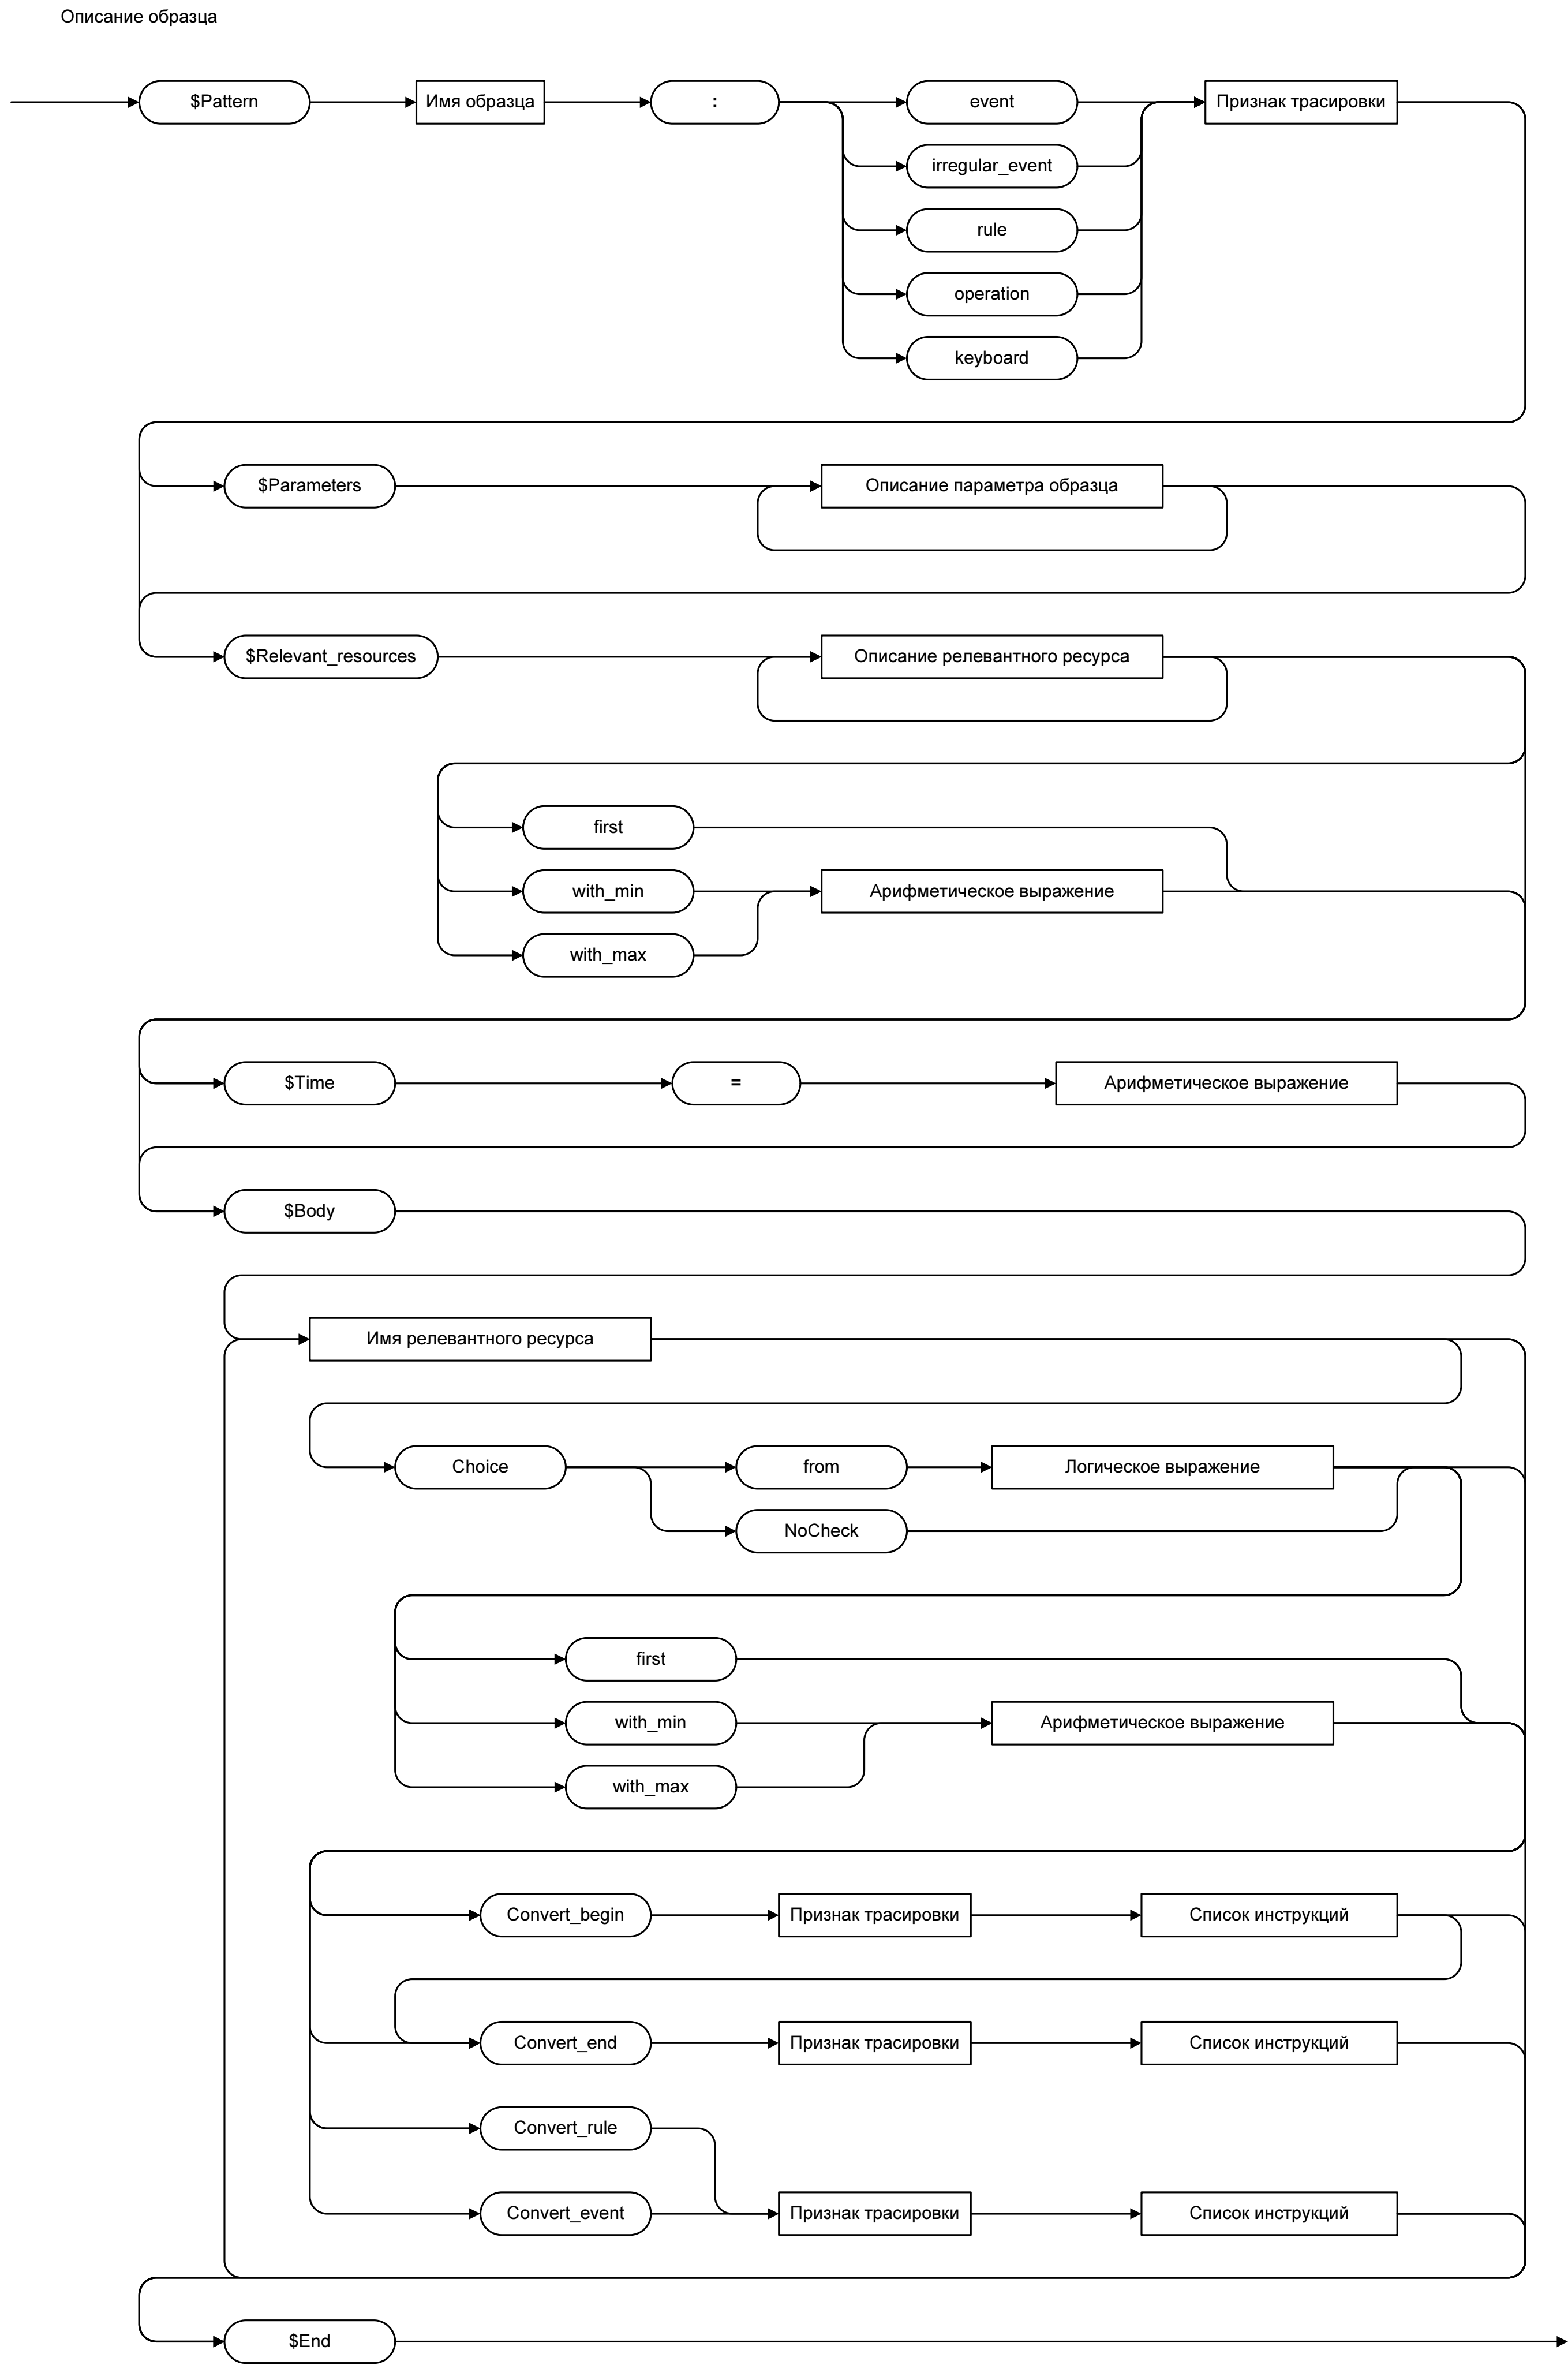 Описание образца
$Pattern
Имя образца
:
event
Признак трасировки
irregular_event
rule
operation
keyboard
$Parameters
Описание параметра образца
$Relevant_resources
Описание релевантного ресурса
first
with_min
Арифметическое выражение
with_max
$Time
=
Арифметическое выражение
$Body
Имя релевантного ресурса
Choice
from
Логическое выражение
NoCheck
first
with_min
Арифметическое выражение
with_max
Convert_begin
Признак трасировки
Список инструкций
Convert_end
Признак трасировки
Список инструкций
Convert_rule
Convert_event
Признак трасировки
Список инструкций
$End